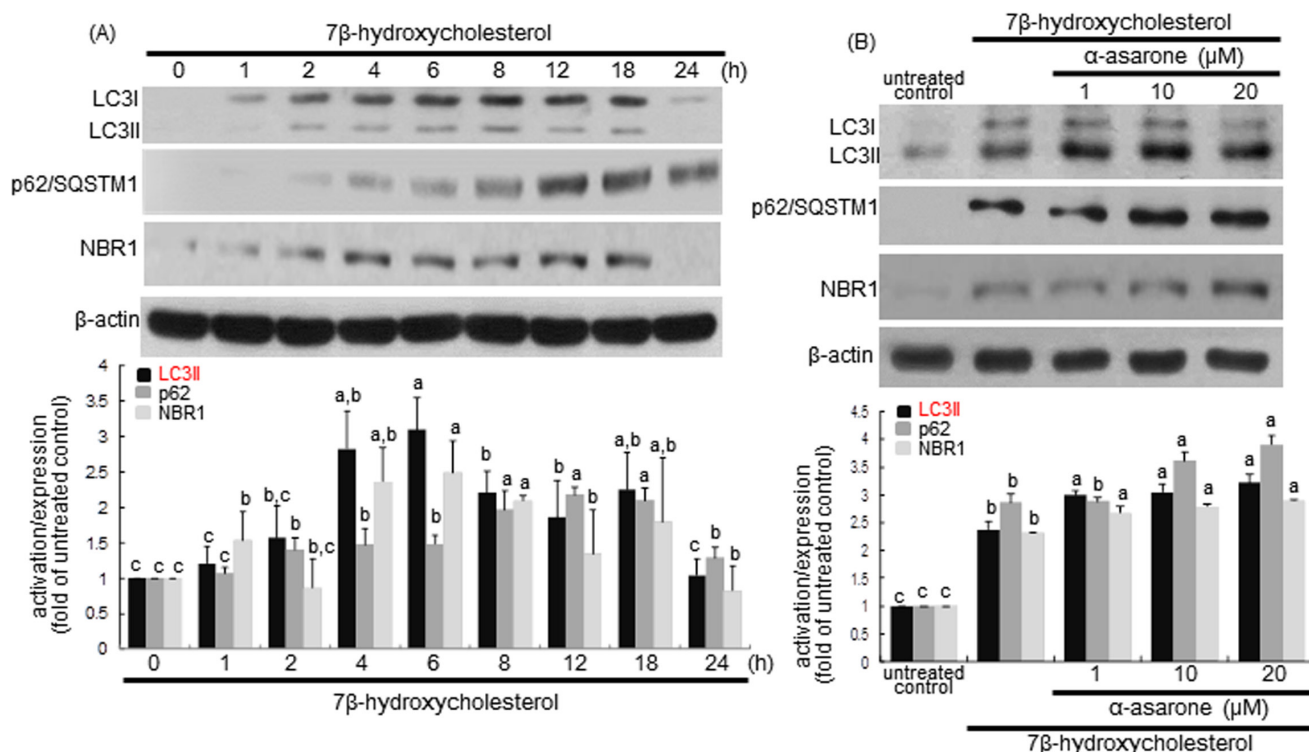 (A)
7β-hydroxycholesterol
0 1 2 4 6 8 12 18 24 (h)
LC3I
LC3II
p62/SQSTM1
NBR1
β-actin
LC3II
p62
NBR1
activation/expression
(fold of untreated control)
4
3.5
3
2.5
2
1.5
1
0.5
0
c c c
c c b
b,c b b,c
a,b b a,b
a b a
b a a
b a b
a,b a a,b
c b b
0 1 2 4 6 8 12 18 24 (h)
7β-hydroxycholesterol
(B)
7β-hydroxycholesterol
α-asarone (μM)
untreated
control
1 10 20
LC3I
LC3II
p62/SQSTM1
NBR1
β-actin
LC3II
p62
NBR1
activation/expression
(fold of untreated control)
4.5
4
3.5
3
2.5
2
1.5
1
0.5
0
c c c
b b b
a b a
a a a
a a a
untreated
control
1 10 20
α-asarone (μM)
7β-hydroxycholesterol